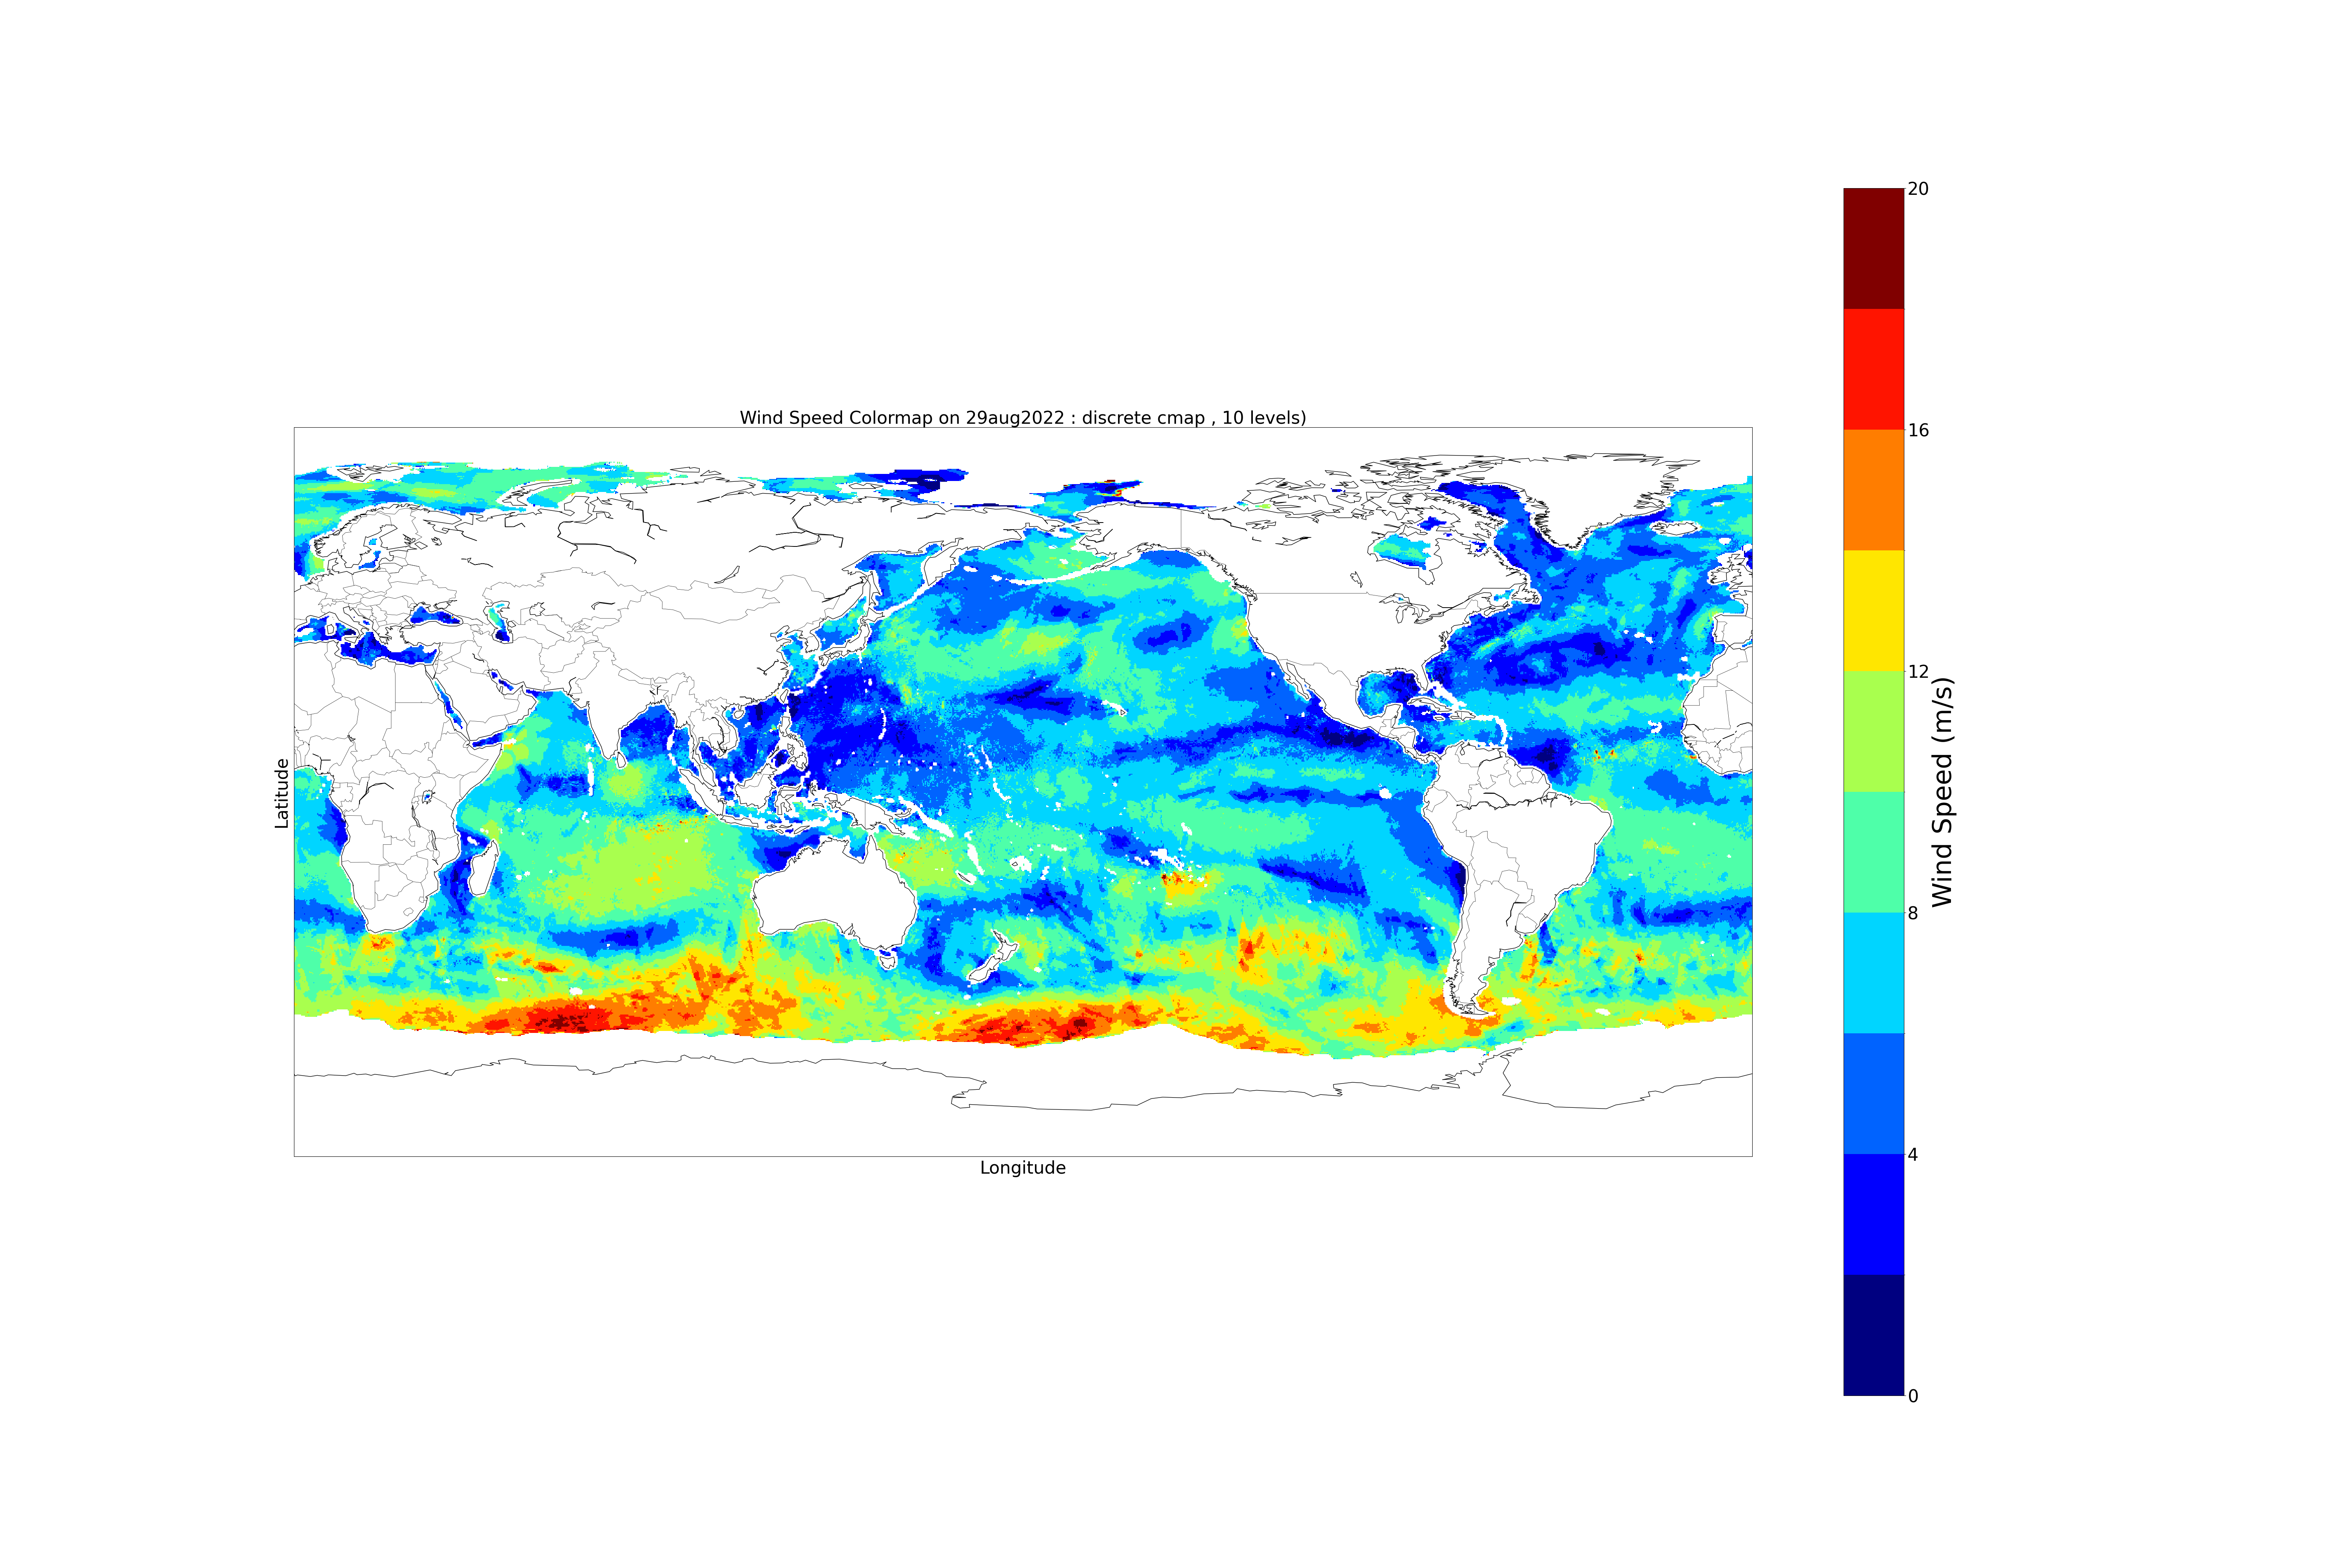 Wind Speed Colormap on 29aug2022 : discrete cmap , 10 levels)
Latitude
Longitude
20
16
12
8
4
0
Wind Speed (m/s)